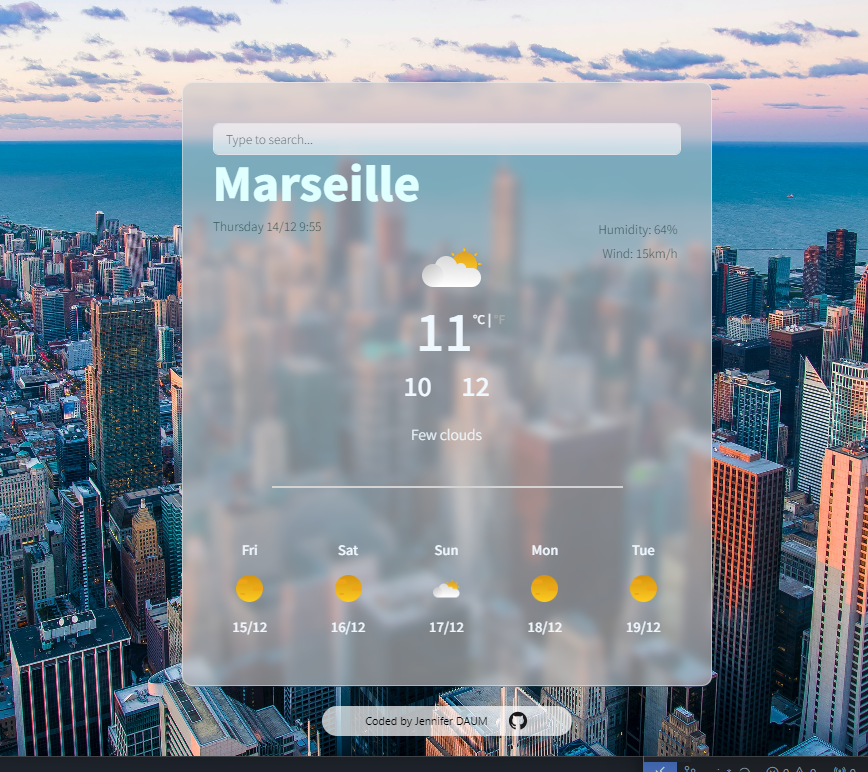 Type to search...
Marseille
Thursday 14/12 9:55
Humidity: 64%
Wind: 15km/h
11 °C | °F
10 12
Few clouds
Fri Sat Sun Mon Tue
15/12 16/12 17/12 18/12 19/12
Coded by Jennifer DAUM